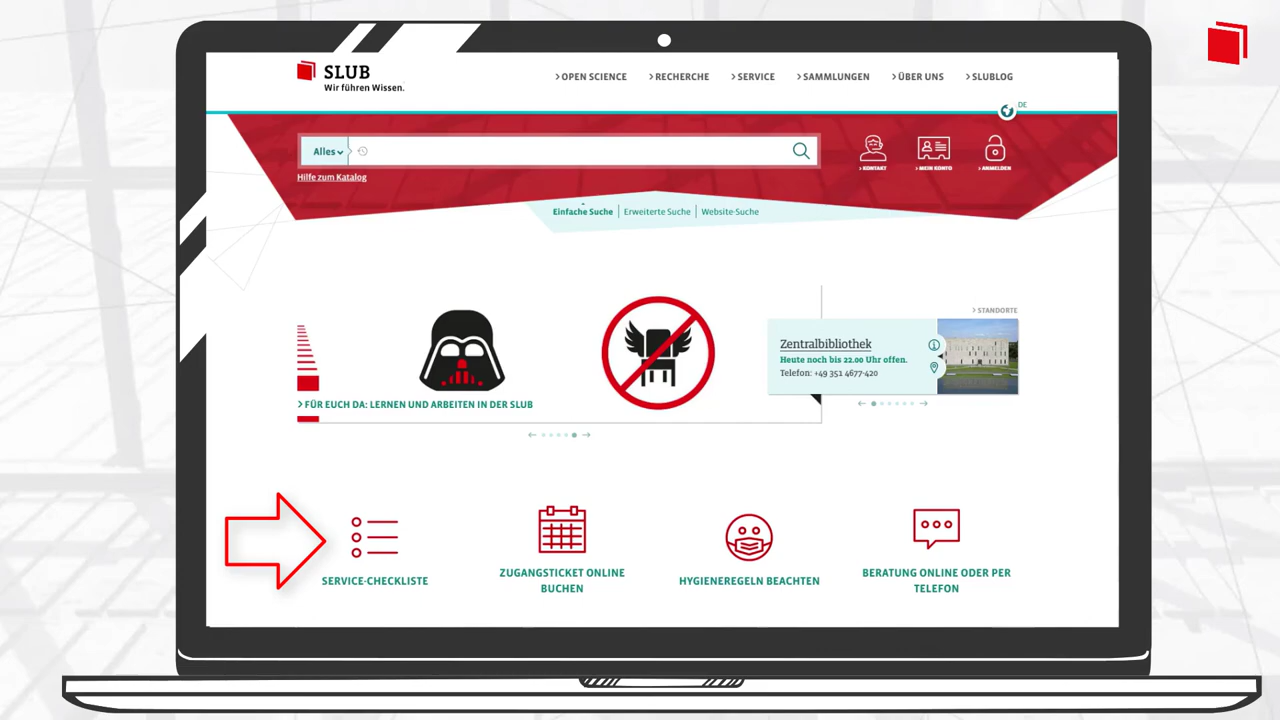 SLUB
Wir führen Wissen.
> OPEN SCIENCE > RECHERCHE > SERVICE > SAMMLUNGEN > ÜBER UNS > SLUBLOG
DE
Alles
Hilfe zum Katalog
> KONTAKT > MEIN KONTO > ANMELDEN
Einfache Suche | Erweiterte Suche | Website-Suche
> STANDORTE
Zentralbibliothek
Heute noch bis 22.00 Uhr offen.
Telefon: +49 351 4677-420
> FÜR EUCH DA: LERNEN UND ARBEITEN IN DER SLUB
SERVICE-CHECKLISTE
ZUGANGSTICKET ONLINE
BUCHEN
HYGIENEREGELN BEACHTEN
BERATUNG ONLINE ODER PER
TELEFON